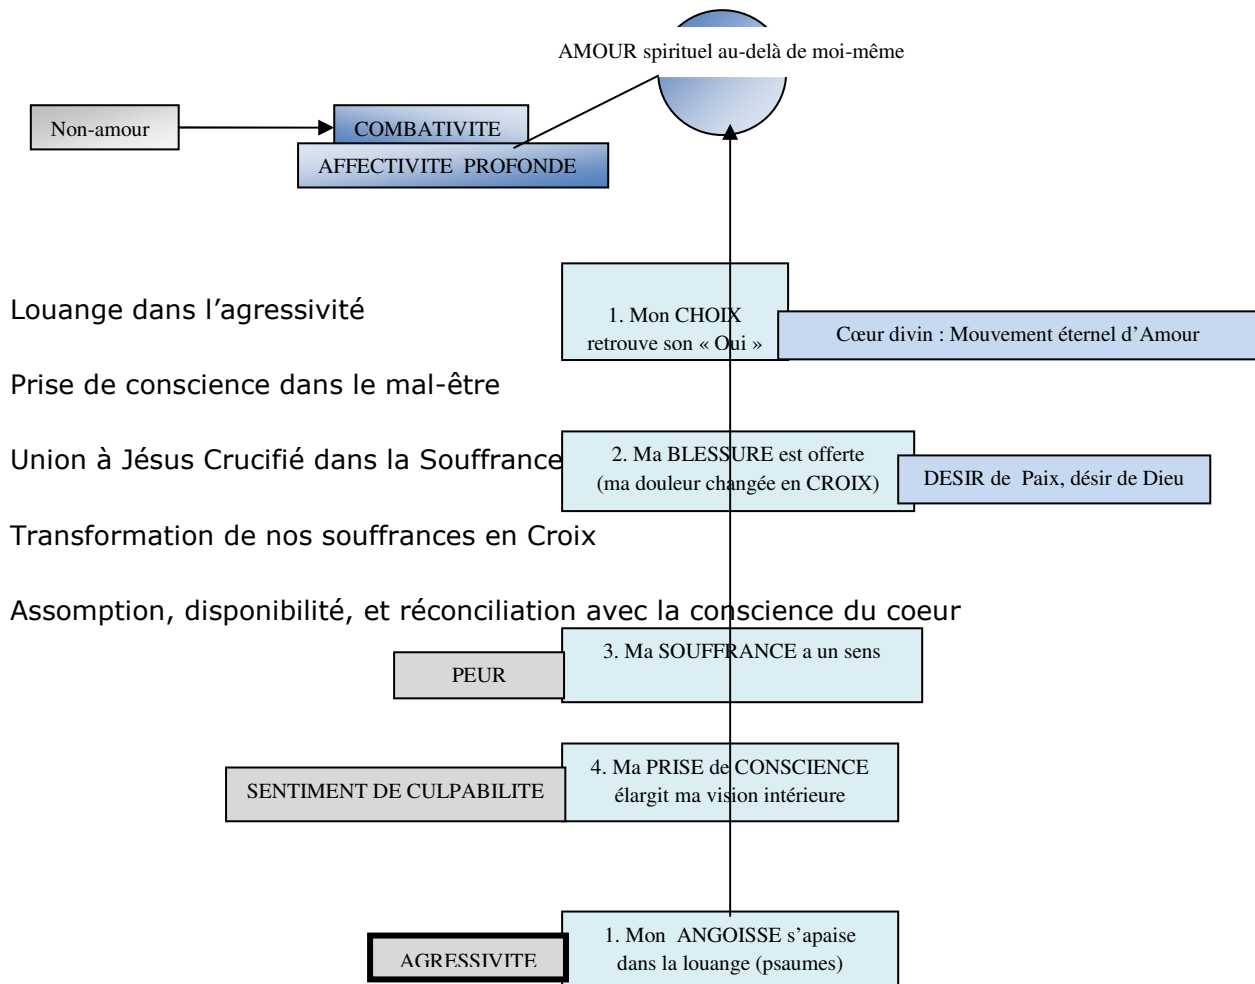 AMOUR spirituel au-delà de moi-même
Non-amour
COMBATIVITE
AFFECTIVITE PROFONDE
Louange dans l’agressivité
1. Mon CHOIX
retrouve son « Oui »
Cœur divin : Mouvement éternel d’Amour
Prise de conscience dans le mal-être
Union à Jésus Crucifié dans la Souffrance
2. Ma BLESSURE est offerte
(ma douleur changée en CROIX)
DESIR de Paix, désir de Dieu
Transformation de nos souffrances en Croix
Assomption, disponibilité, et réconciliation avec la conscience du coeur
PEUR
3. Ma SOUFFRANCE a un sens
SENTIMENT DE CULPABILITE
4. Ma PRISE de CONSCIENCE
élargit ma vision intérieure
AGRESSIVITE
1. Mon ANGOISSE s’apaise
dans la louange (psaumes)